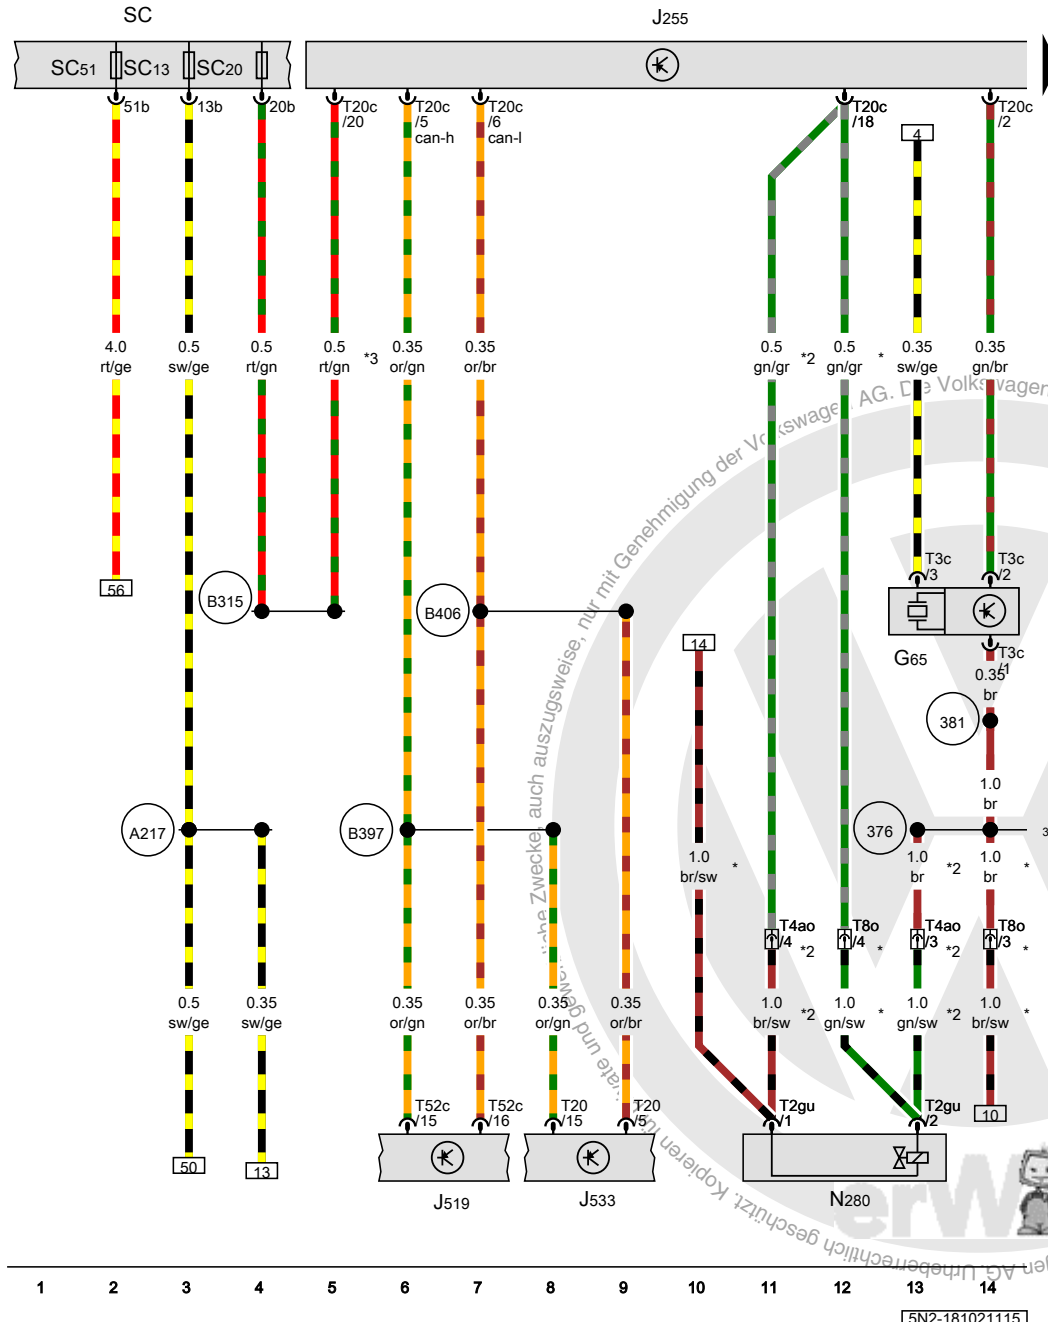 SC
J255
SC51
SC13
SC20
51b
13b
20b
T20c
/20
T20c
/5
can-h
T20c
/6
can-l
T20c
/18
T20c
/2
4
4.0
rt/ge
0.5
sw/ge
0.5
rt/gn
0.5
rt/gn
*3
0.35
or/gn
0.35
or/br
0.5
gn/gr
*2
0.5
gn/gr
*
0.35
sw/ge
0.35
gn/br
T3c
/3
T3c
/2
56
B315
B406
14
G65
T3c
/1
0.35
br
381
1.0
br
A217
B397
376
3
1.0
br/sw
*
1.0
br
*2
1.0
br
*
T4ao
/4
*2
T8o
/4
*
T4ao
/3
*2
T8o
/3
*
0.5
sw/ge
0.35
sw/ge
0.35
or/gn
0.35
or/br
0.35
or/gn
0.35
or/br
1.0
br/sw
*2
1.0
gn/sw
*
1.0
gn/sw
*2
1.0
br/sw
*
50
13
T52c
/15
T52c
/16
T20
/15
T20
/5
T2gu
/1
T2gu
/2
10
J519
J533
N280
1 2 3 4 5 6 7 8 9 10 11 12 13 14
5N2-181021115
auch auszugsweise, nur mit Genehmigung der Volkswagen AG. Die Volkswagen
Zwecke,
Kopieren
geschützt.
Urheberrechtlich
AG.
erW